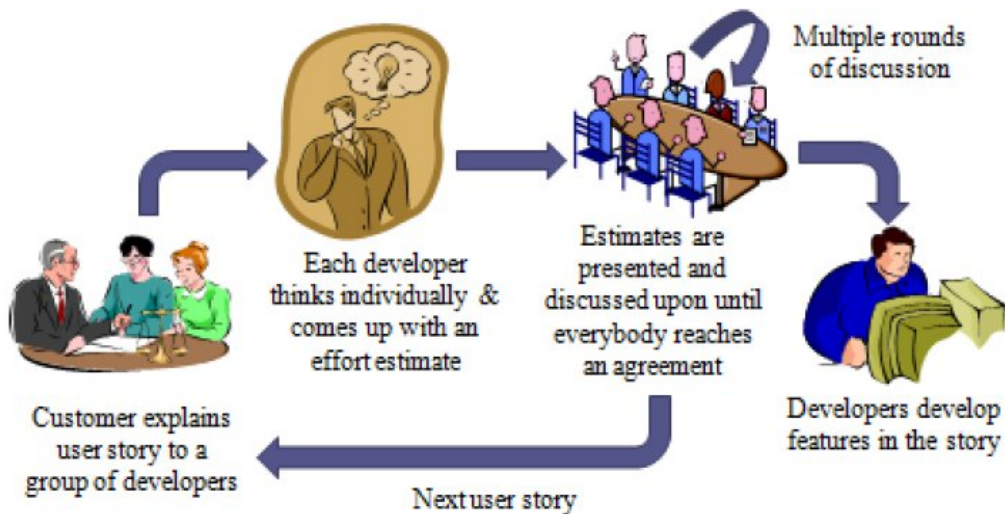 Multiple rounds
of discussion
Each developer
thinks individually &
comes up with an
effort estimate
Estimates are
presented and
discussed upon until
everybody reaches
an agreement
Customer explains
user story to a
group of developers
Developers develop
features in the story
Next user story